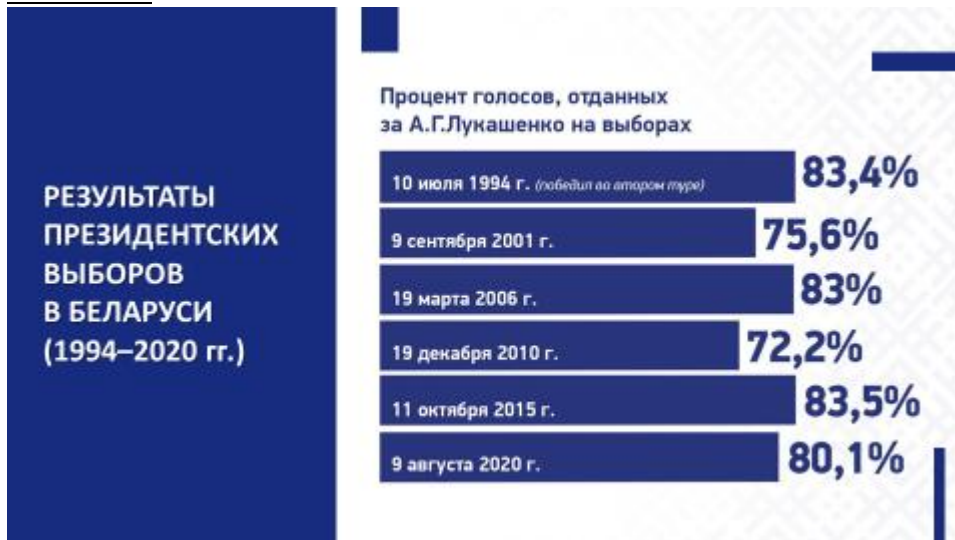 РЕЗУЛЬТАТЫ
ПРЕЗИДЕНТСКИХ
ВЫБОРОВ
В БЕЛАРУСИ
(1994–2020 гг.)
Процент голосов, отданных
за А.Г.Лукашенко на выборах
10 июля 1994 г. (победил во втором туре) 83,4%
9 сентября 2001 г. 75,6%
19 марта 2006 г. 83%
19 декабря 2010 г. 72,2%
11 октября 2015 г. 83,5%
9 августа 2020 г. 80,1%